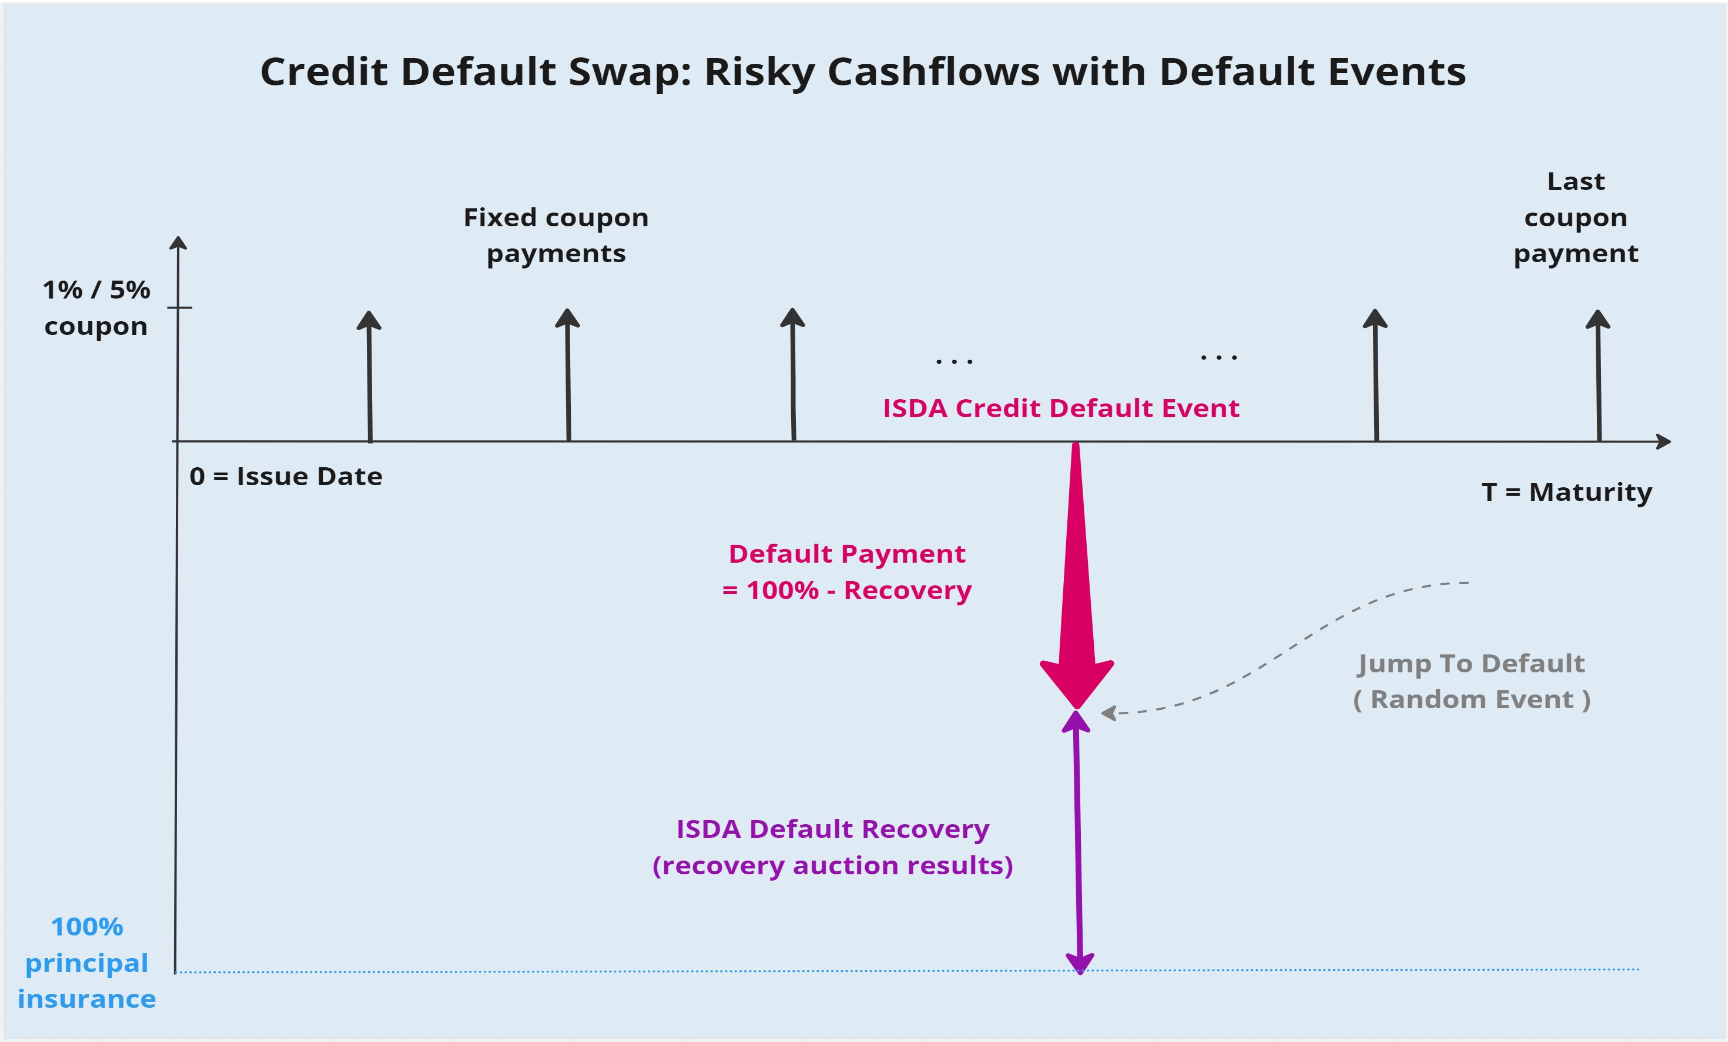 Credit Default Swap: Risky Cashflows with Default Events
Last
coupon
payment
Fixed coupon
payments
1% / 5%
coupon
...
...
ISDA Credit Default Event
0 = Issue Date
T = Maturity
Default Payment
= 100% - Recovery
Jump To Default
( Random Event )
ISDA Default Recovery
(recovery auction results)
100%
principal
insurance